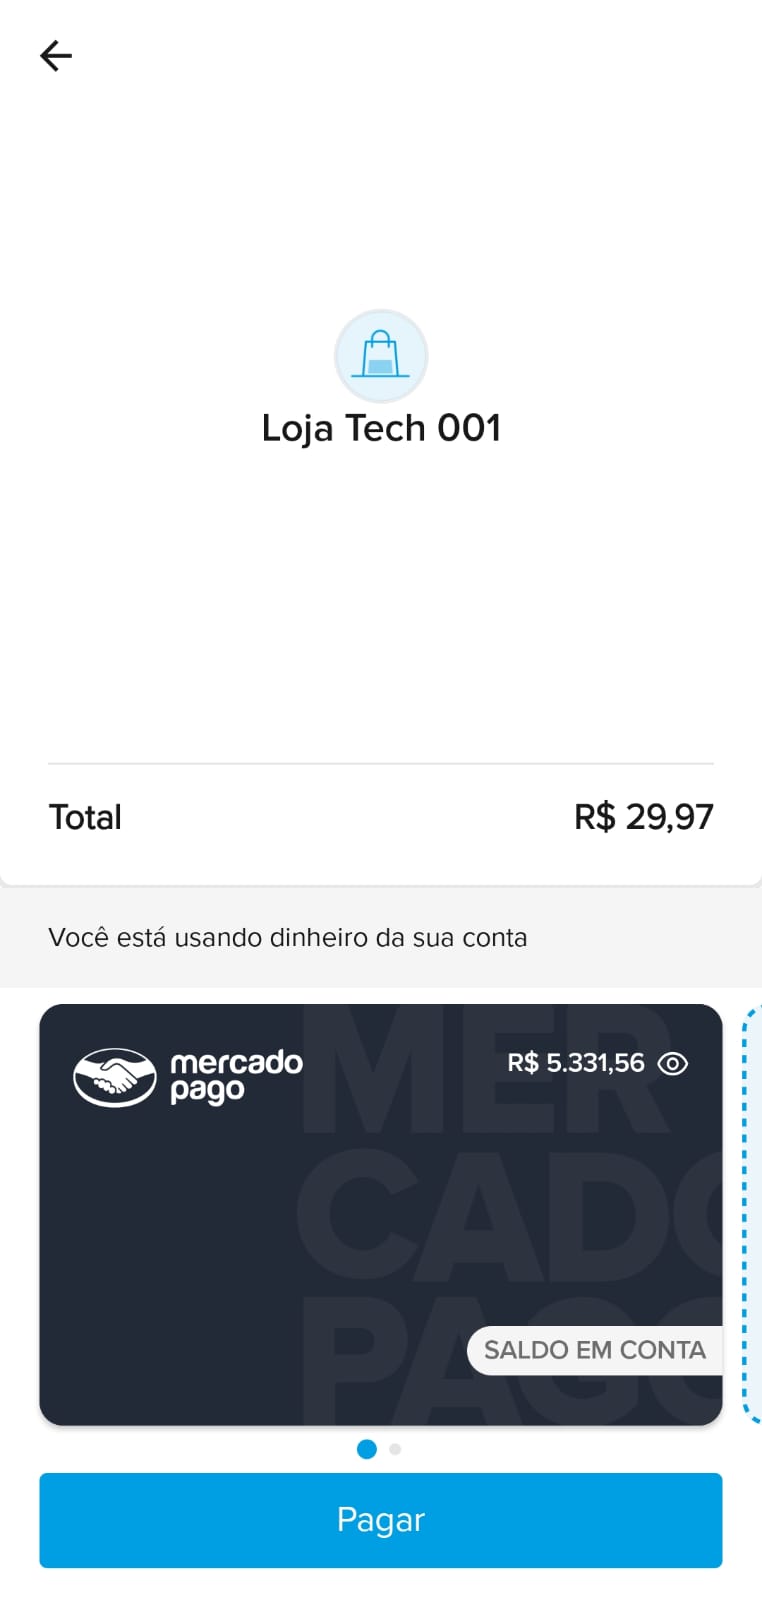 Loja Tech 001
Total R$ 29,97
Você está usando dinheiro da sua conta
mercado
pago
R$ 5.331,56
MER
CADO
PAGO
SALDO EM CONTA
Pagar